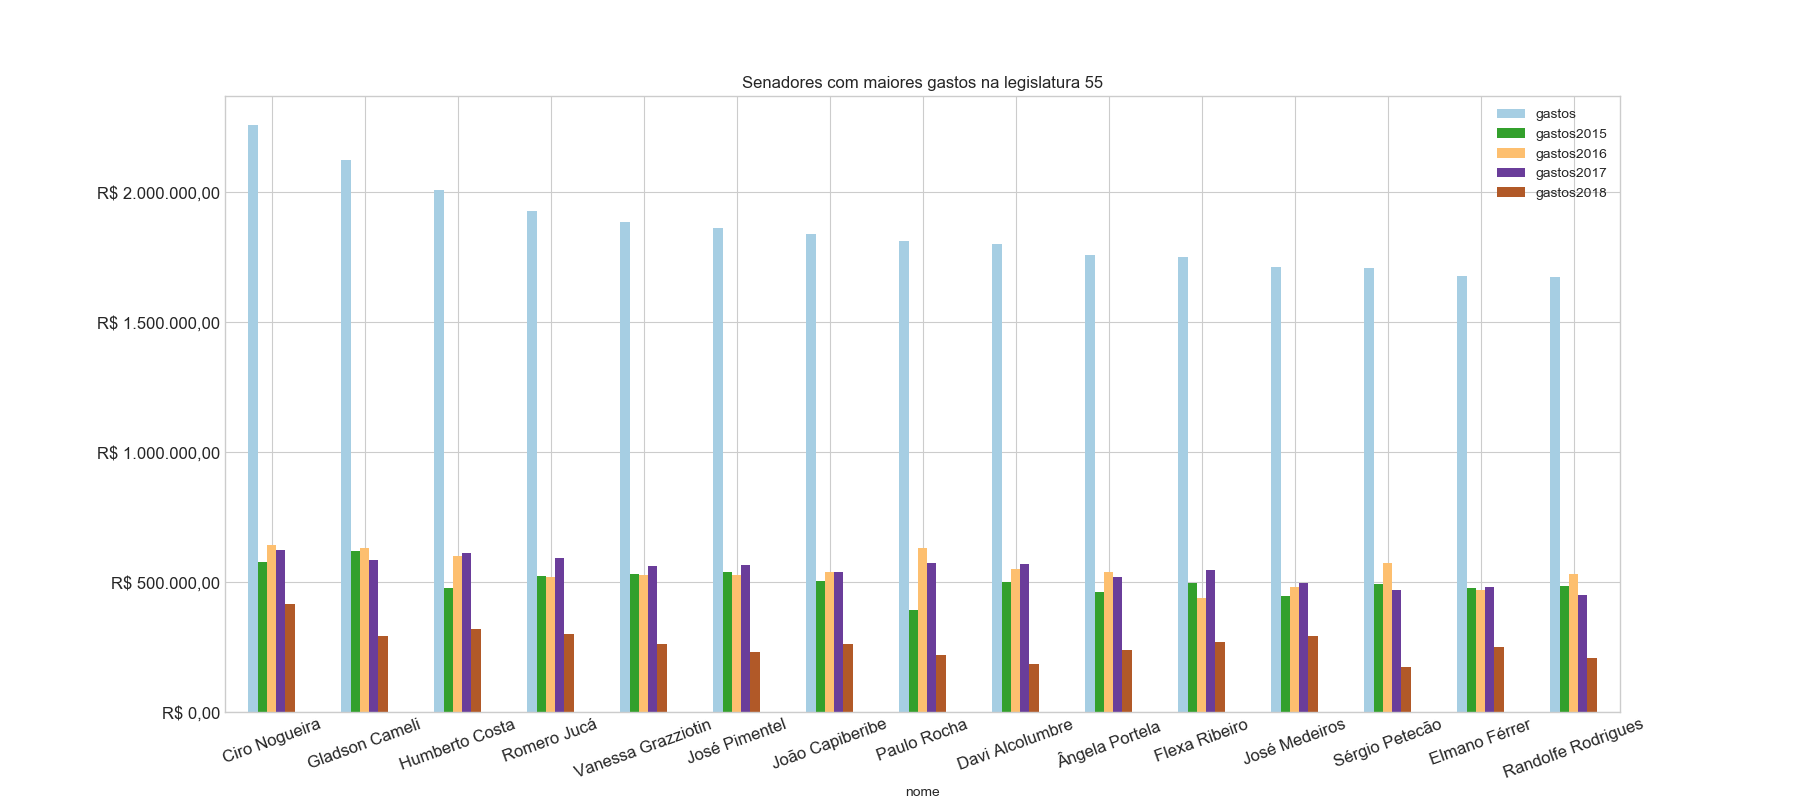 Senadores com maiores gastos na legislatura 55
gastos
gastos2015
gastos2016
gastos2017
gastos2018
R$ 2.000.000,00
R$ 1.500.000,00
R$ 1.000.000,00
R$ 500.000,00
R$ 0,00
Ciro Nogueira
Gladson Cameli
Humberto Costa
Romero Jucá
Vanessa Grazziotin
José Pimentel
João Capiberibe
Paulo Rocha
Davi Alcolumbre
Ângela Portela
Flexa Ribeiro
José Medeiros
Sérgio Petecão
Elmano Férrer
Randolfe Rodrigues
nome